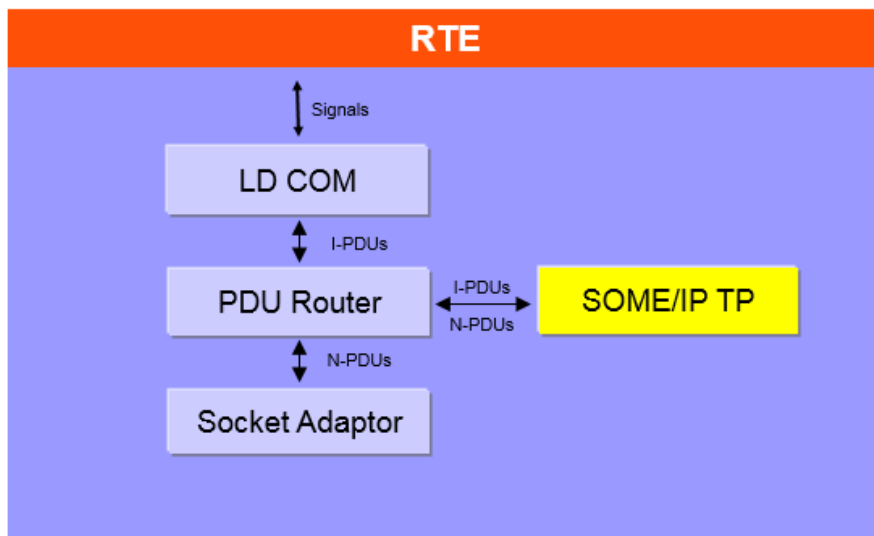 RTE
Signals
LD COM
I-PDUs
PDU Router
I-PDUs
N-PDUs
SOME/IP TP
N-PDUs
Socket Adaptor